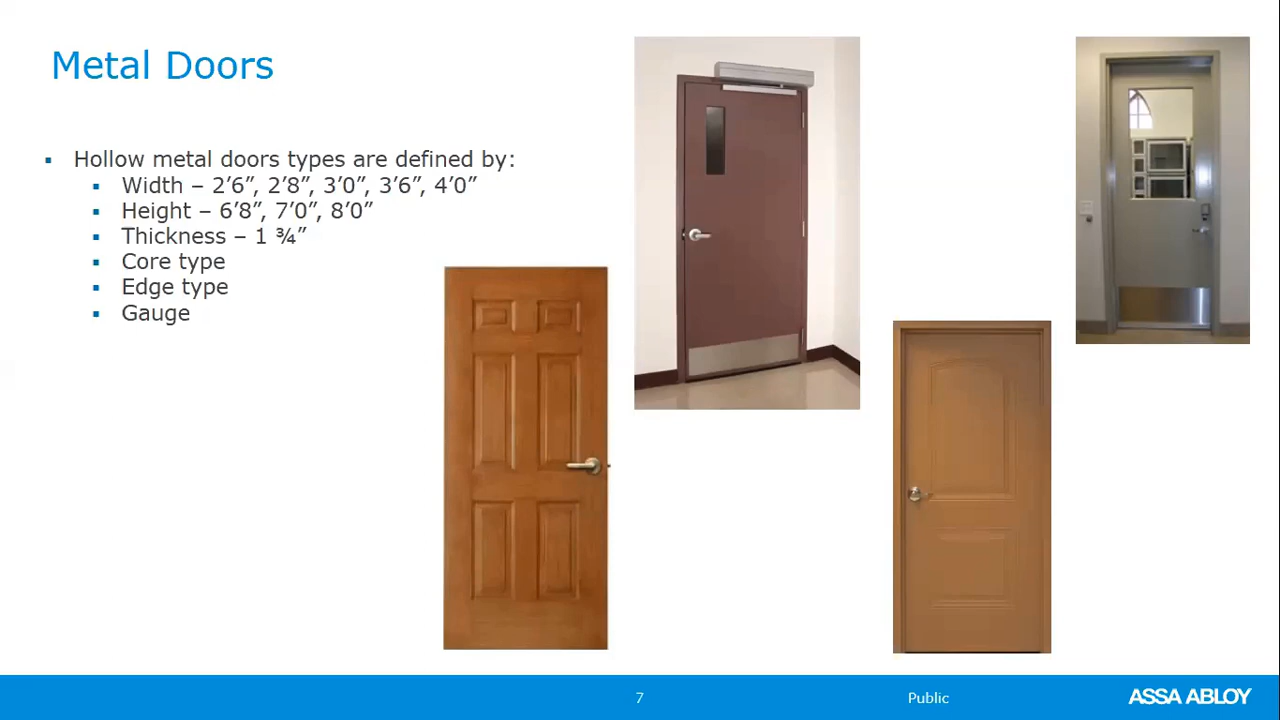 Metal Doors
▪ Hollow metal doors types are defined by:
▪ Width – 2’6”, 2’8”, 3’0”, 3’6”, 4’0”
▪ Height – 6’8”, 7’0”, 8’0”
▪ Thickness – 1 ¾”
▪ Core type
▪ Edge type
▪ Gauge
7
Public
ASSA ABLOY